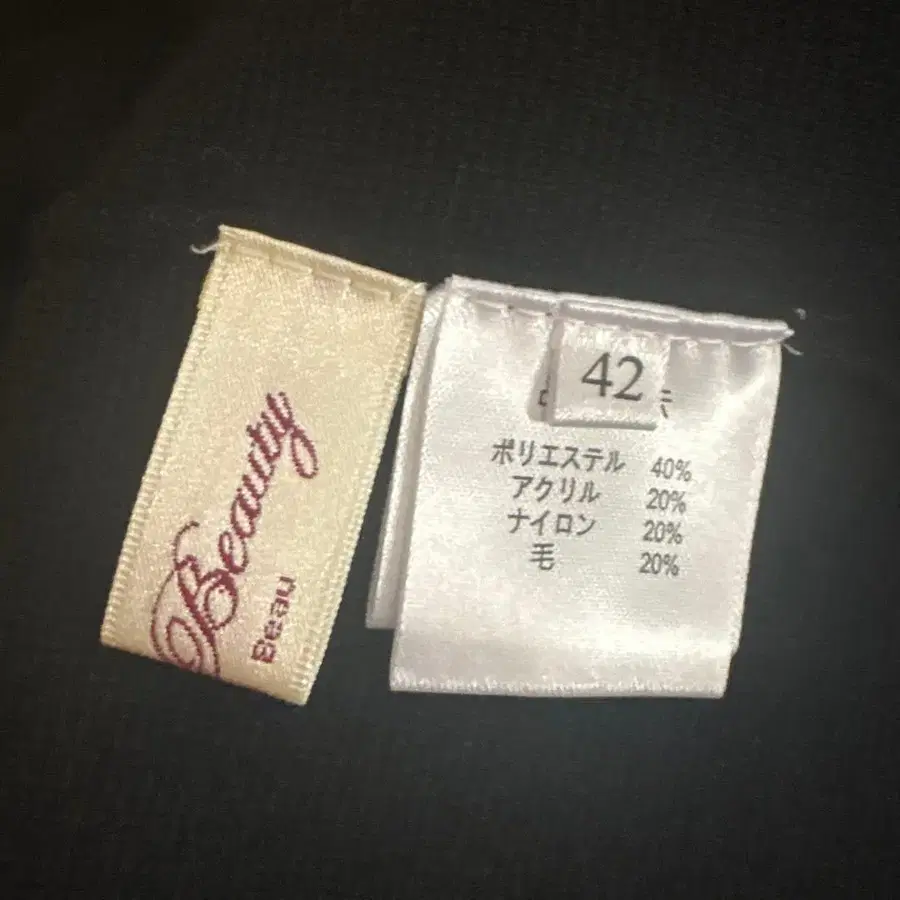 Beauty
Beau
42
ポリエステル 40%
アクリル 20%
ナイロン 20%
毛 20%